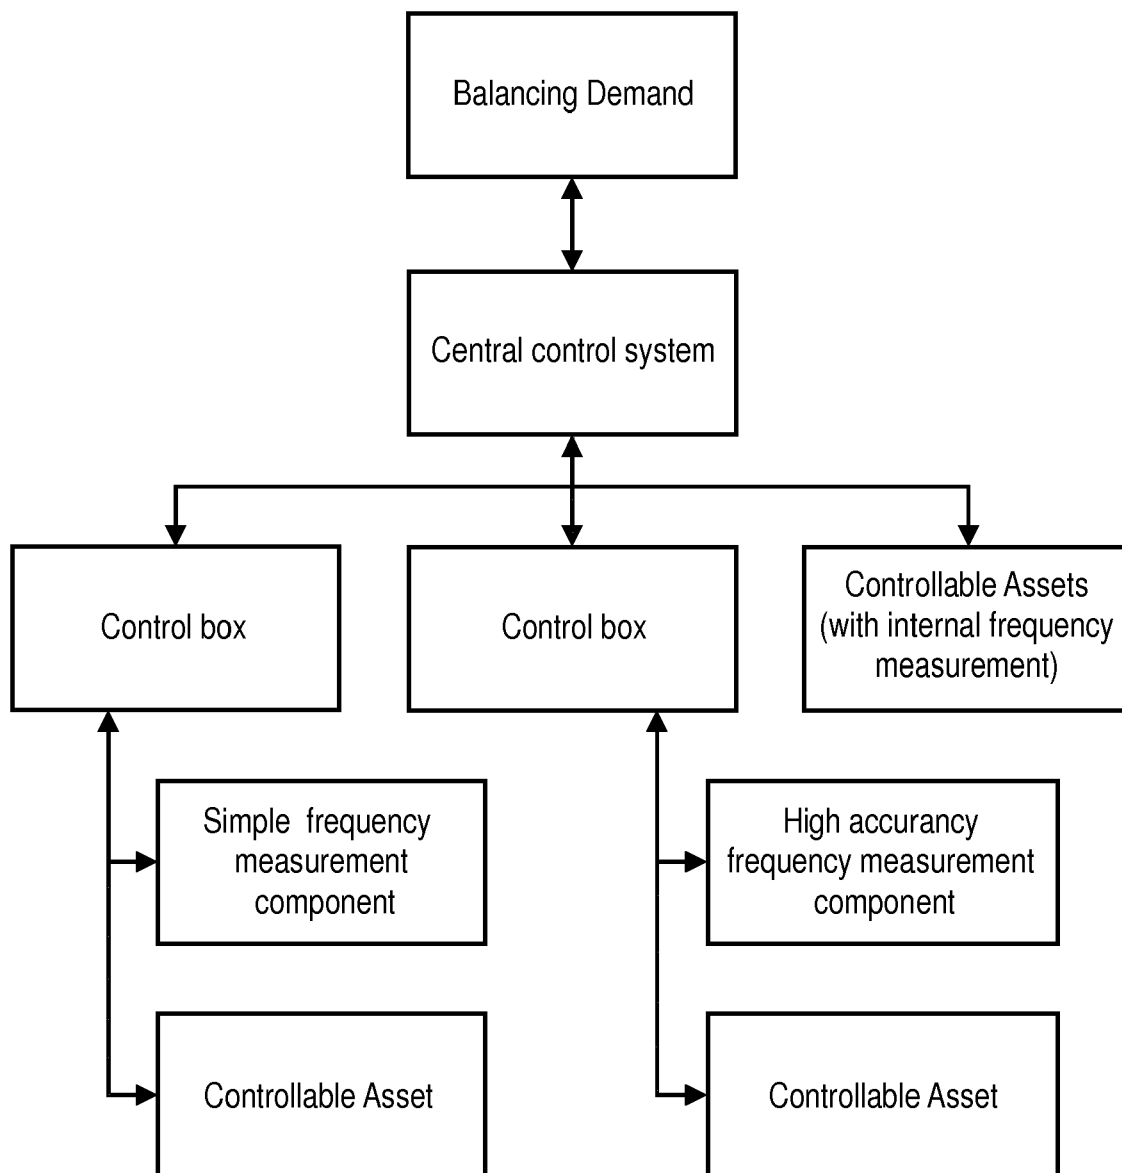 Balancing Demand
Central control system
Control box
Control box
Controllable Assets
(with internal frequency
measurement)
Simple frequency
measurement
component
High accurancy
frequency measurement
component
Controllable Asset
Controllable Asset